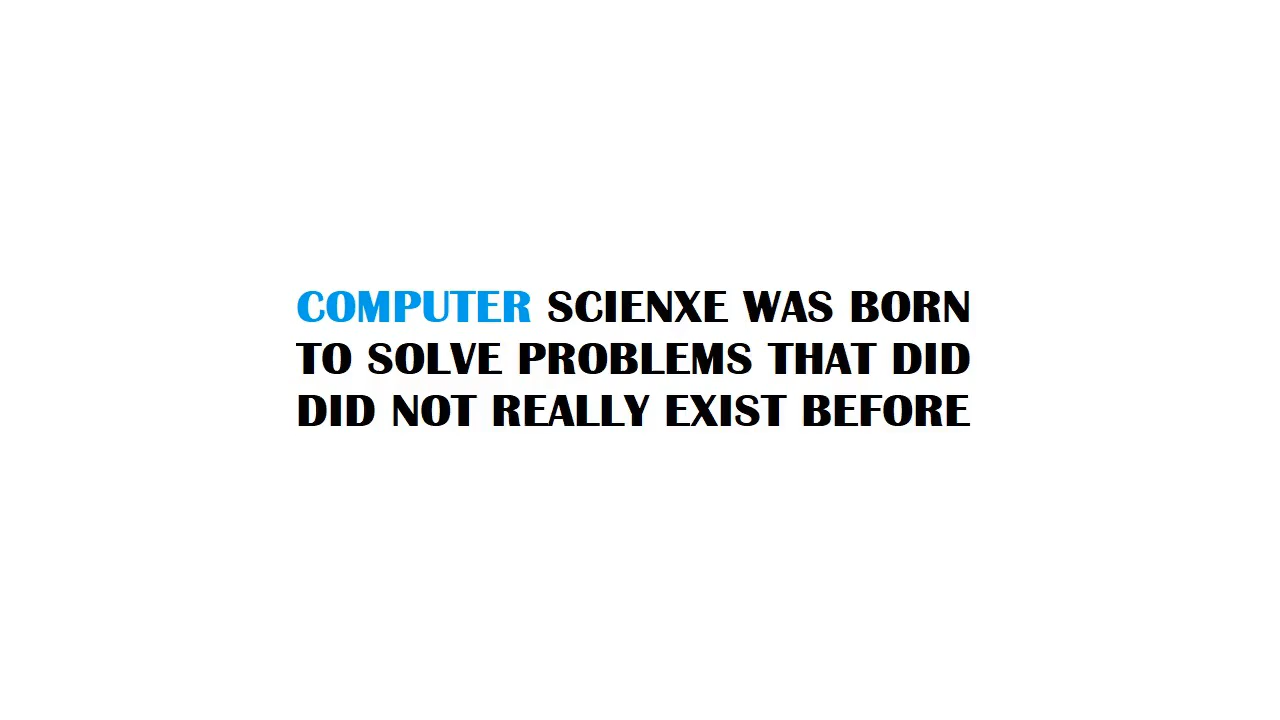 COMPUTER SCIENXE WAS BORN
TO SOLVE PROBLEMS THAT DID
DID NOT REALLY EXIST BEFORE